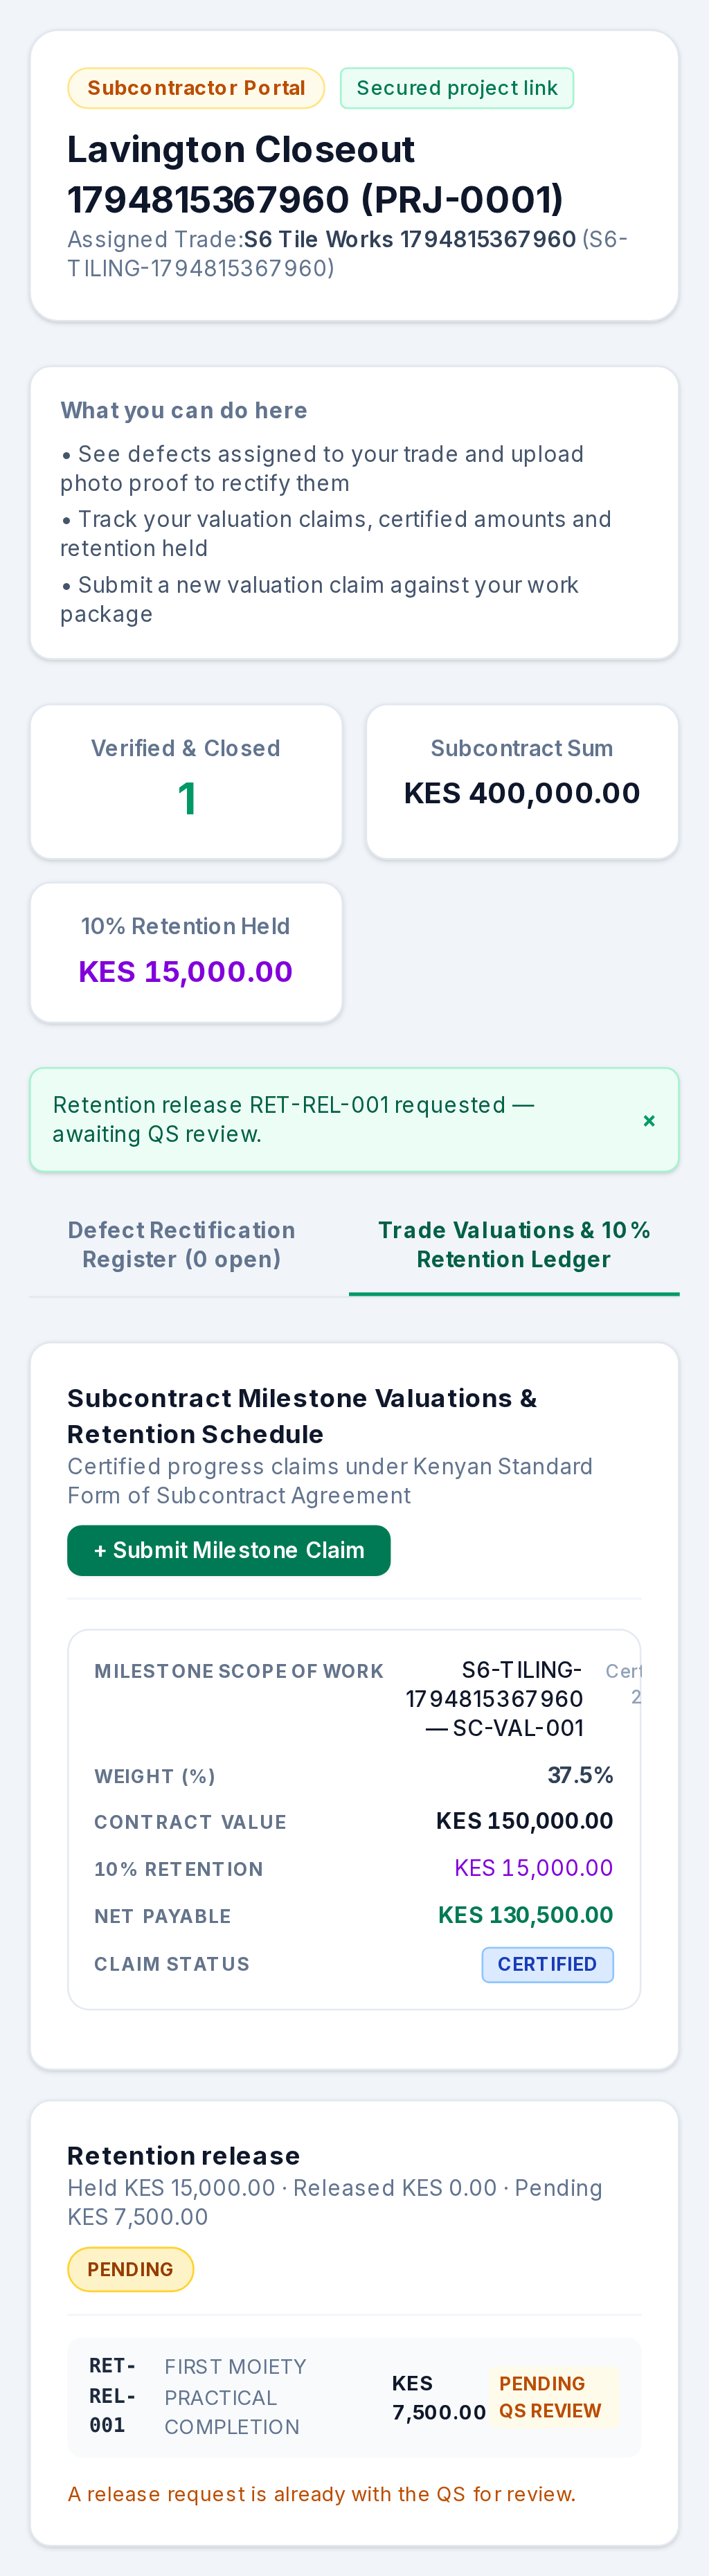 Subcontractor Portal
Secured project link
Lavington Closeout
1794815367960 (PRJ-0001)
Assigned Trade:S6 Tile Works 1794815367960 (S6-
TILING-1794815367960)
What you can do here
• See defects assigned to your trade and upload
photo proof to rectify them
• Track your valuation claims, certified amounts and
retention held
• Submit a new valuation claim against your work
package
Verified & Closed
1
Subcontract Sum
KES 400,000.00
10% Retention Held
KES 15,000.00
Retention release RET-REL-001 requested —
awaiting QS review.
×
Defect Rectification
Register (0 open)
Trade Valuations & 10%
Retention Ledger
Subcontract Milestone Valuations &
Retention Schedule
Certified progress claims under Kenyan Standard
Form of Subcontract Agreement
+ Submit Milestone Claim
MILESTONE SCOPE OF WORK
S6-TILING-
1794815367960
— SC-VAL-001
Cert
2
WEIGHT (%)
37.5%
CONTRACT VALUE
KES 150,000.00
10% RETENTION
KES 15,000.00
NET PAYABLE
KES 130,500.00
CLAIM STATUS
CERTIFIED
Retention release
Held KES 15,000.00 · Released KES 0.00 · Pending
KES 7,500.00
PENDING
RET-
REL-
001
FIRST MOIETY
PRACTICAL
COMPLETION
KES
7,500.00
PENDING
QS REVIEW
A release request is already with the QS for review.